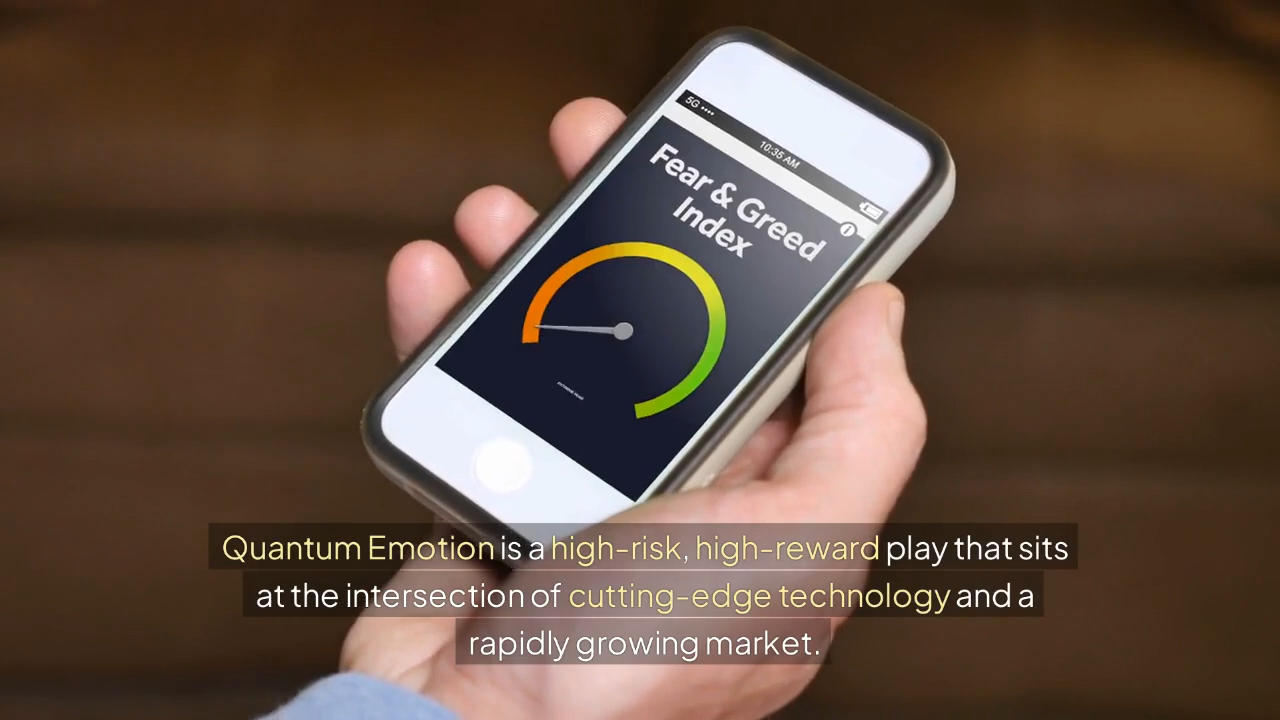 5G
10:35 AM
Fear & Greed
Index
Quantum Emotion is a high-risk, high-reward play that sits
at the intersection of cutting-edge technology and a
rapidly growing market.